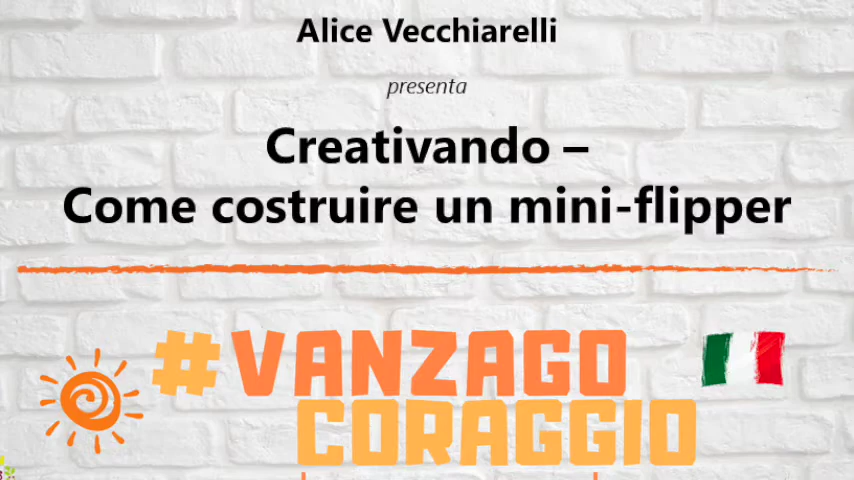 Alice Vecchiarelli
presenta
Creativando –
Come costruire un mini-flipper
#VANZAGO
CORAGGIO